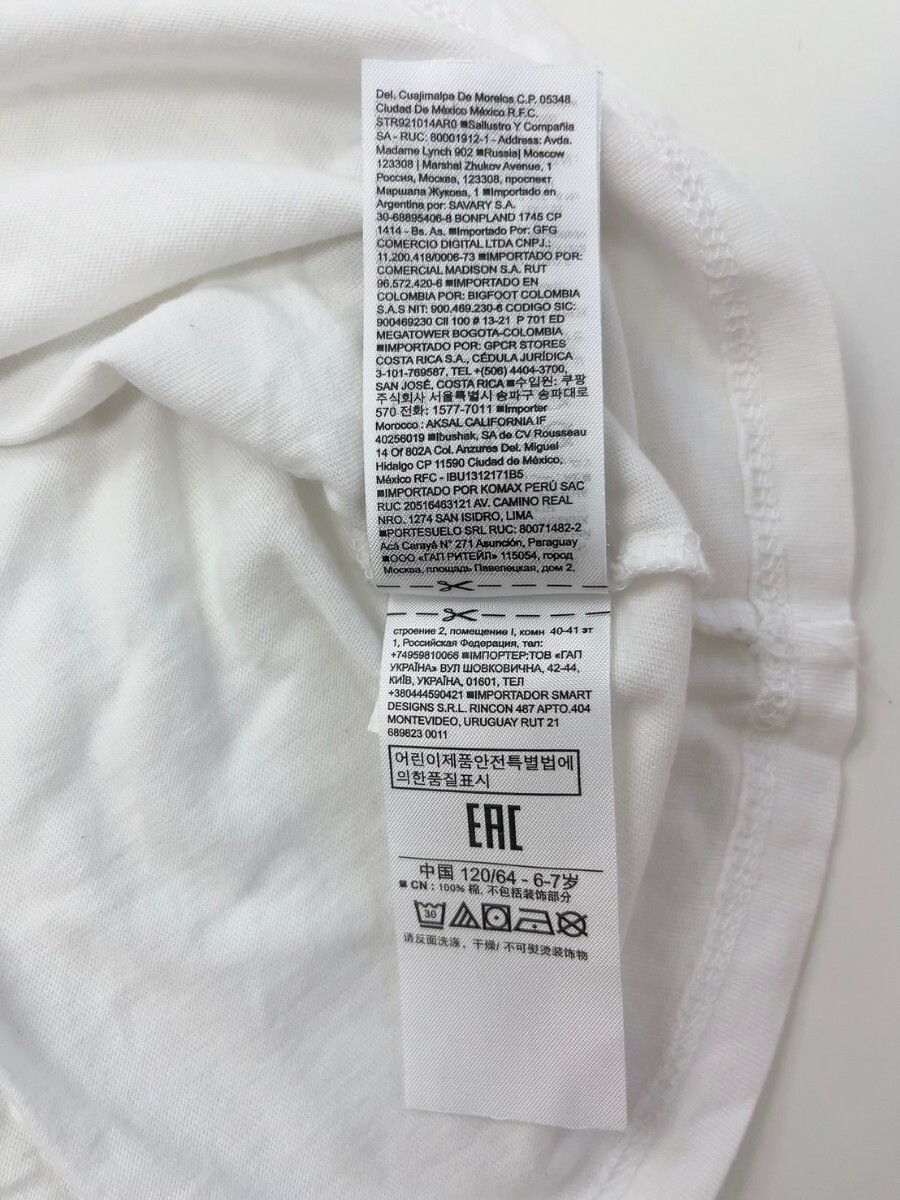 Del. Cuajimalpa De Morelos C.P. 05348
Ciudad De México México R.F.C.
STR921014AR0 ■Sallustro Y Compañia
SA - RUC: 80001912-1 - Address: Avda.
Madame Lynch 902 ■Russia| Moscow
123308 | Marshal Zhukov Avenue, 1
Россия, Москва, 123308, проспект
Маршала Жукова, 1 ■Importado en
Argentina por: SAVARY S.A.
30-68895406-8 BONPLAND 1745 CP
1414 - Bs. As. ■Importado Por: GFG
COMERCIO DIGITAL LTDA CNPJ.:
11.200.418/0006-73 ■IMPORTADO POR:
COMERCIAL MADISON S.A. RUT
96.572.420-6 ■IMPORTADO EN
COLOMBIA POR: BIGFOOT COLOMBIA
S.A.S NIT: 900.469.230-6 CODIGO SIC:
900469230 Cll 100 # 13-21 P 701 ED
MEGATOWER BOGOTA-COLOMBIA
■IMPORTADO POR: GPCR STORES
COSTA RICA S.A., CÉDULA JURÍDICA
3-101-769587, TEL +(506) 4404-3700,
SAN JOSÉ, COSTA RICA ■수입원: 쿠팡
주식회사 서울특별시 송파구 송파대로
570 전화: 1577-7011 ■Importer
Morocco : AKSAL CALIFORNIA IF
40256019 ■Ibushak, SA de CV Rousseau
14 Of 802A Col. Anzures Del. Miguel
Hidalgo CP 11590 Ciudad de México,
México RFC - IBU1312171B5
■IMPORTADO POR KOMAX PERÚ SAC
RUC 20516463121 AV. CAMINO REAL
NRO. 1274 SAN ISIDRO, LIMA
■PORTESUELO SRL RUC: 80071482-2
Acá Carayá N° 271 Asunción, Paraguay
■ООО «ГАП РИТЕЙЛ» 115054, город
Москва, площадь Павелецкая, дом 2,
строение 2, помещение I, комн 40-41 эт
1, Российская Федерация, тел:
+74959810066 ■ІМПОРТЕР:ТОВ «ГАП
УКРАЇНА» ВУЛ ШОВКОВИЧНА, 42-44,
КИЇВ, УКРАЇНА, 01601, ТЕЛ
+380444590421 ■IMPORTADOR SMART
DESIGNS S.R.L. RINCON 487 APTO.404
MONTEVIDEO, URUGUAY RUT 21
689823 0011
어린이제품안전특별법에
의한품질표시
EAC
中国 120/64 - 6-7岁
■ CN : 100% 棉, 不包括装饰部分
30
请反面洗涤, 干燥/ 不可熨烫装饰物